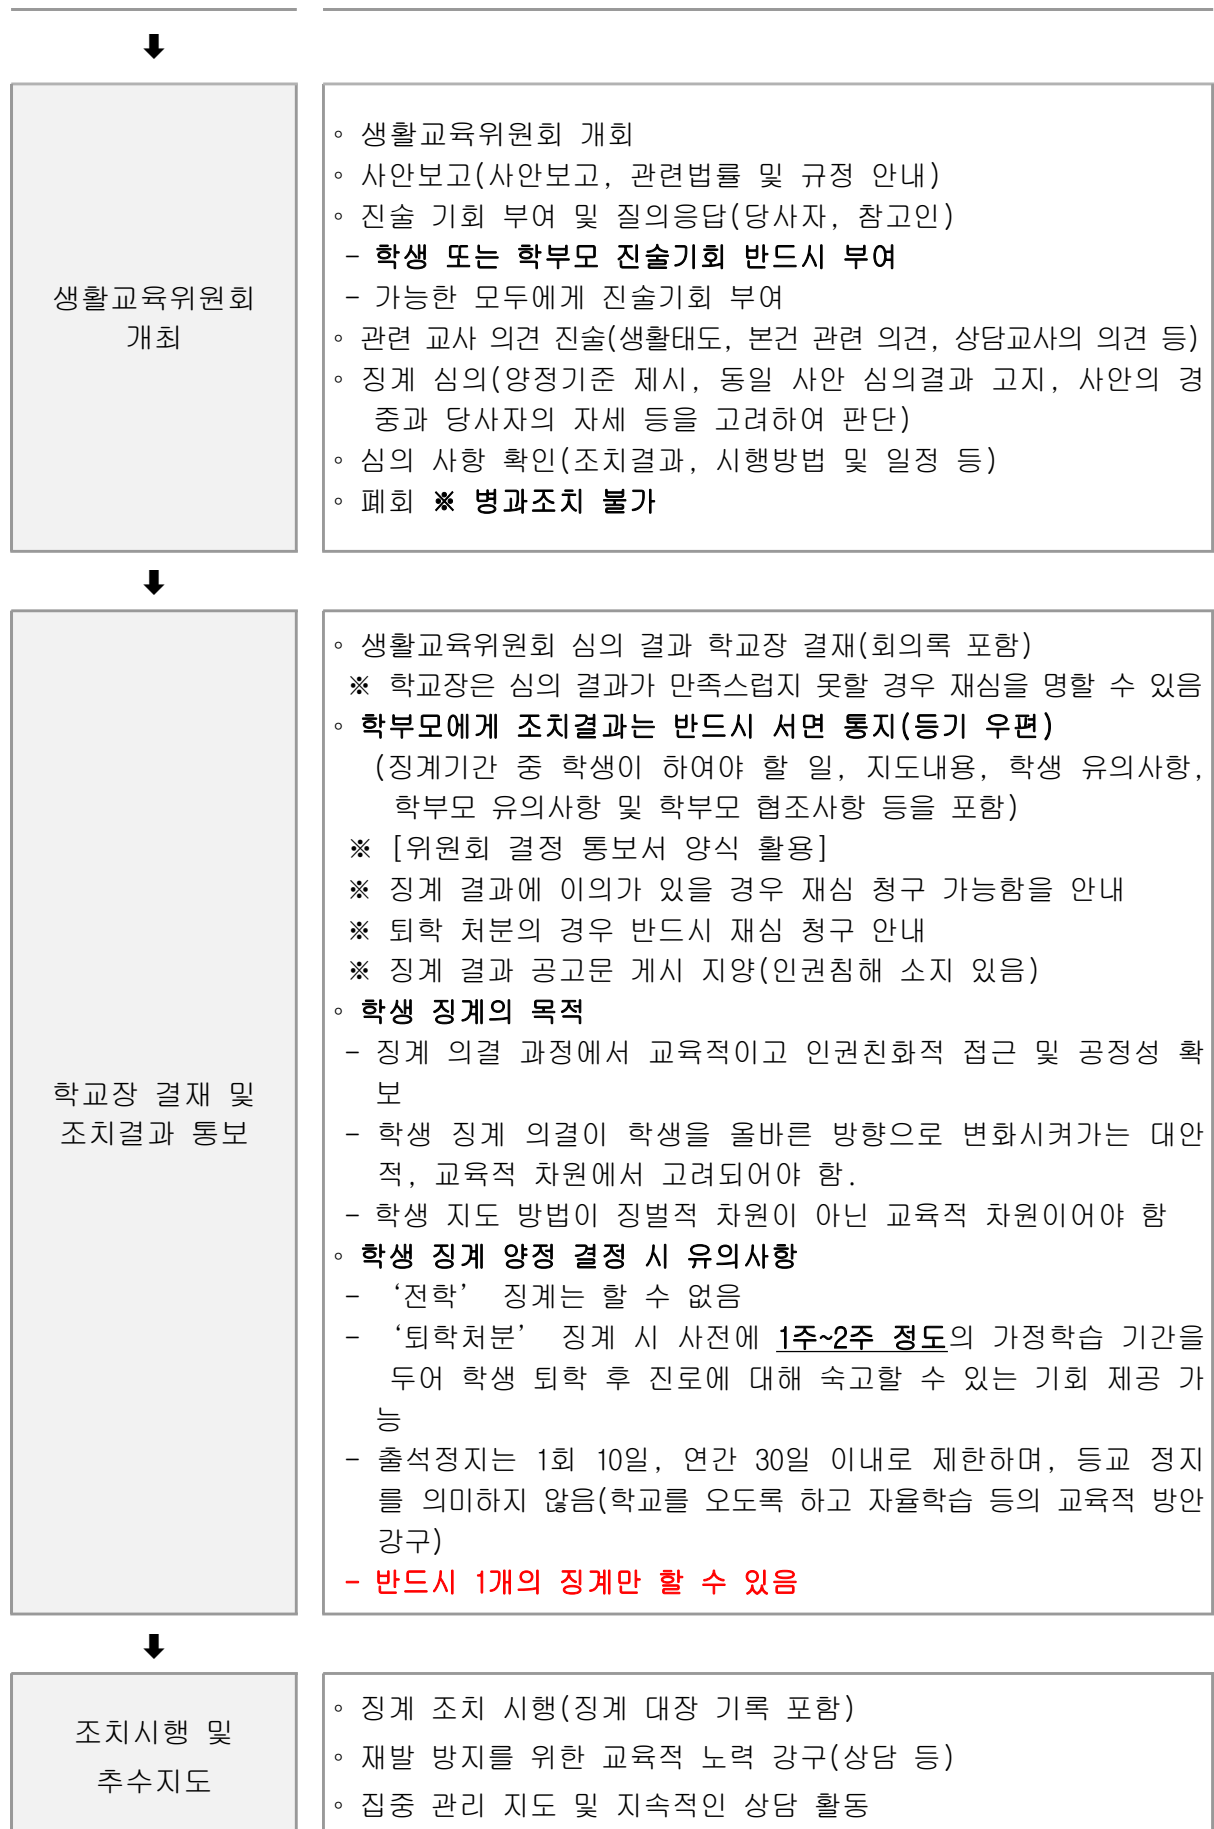 ⬇
생활교육위원회
개최
◦ 생활교육위원회 개회
◦ 사안보고(사안보고, 관련법률 및 규정 안내)
◦ 진술 기회 부여 및 질의응답(당사자, 참고인)
- 학생 또는 학부모 진술기회 반드시 부여
- 가능한 모두에게 진술기회 부여
◦ 관련 교사 의견 진술(생활태도, 본건 관련 의견, 상담교사의 의견 등)
◦ 징계 심의(양정기준 제시, 동일 사안 심의결과 고지, 사안의 경
중과 당사자의 자세 등을 고려하여 판단)
◦ 심의 사항 확인(조치결과, 시행방법 및 일정 등)
◦ 폐회 ※ 병과조치 불가
⬇
학교장 결재 및
조치결과 통보
◦ 생활교육위원회 심의 결과 학교장 결재(회의록 포함)
※ 학교장은 심의 결과가 만족스럽지 못할 경우 재심을 명할 수 있음
◦ 학부모에게 조치결과는 반드시 서면 통지(등기 우편)
(징계기간 중 학생이 하여야 할 일, 지도내용, 학생 유의사항,
학부모 유의사항 및 학부모 협조사항 등을 포함)
※ [위원회 결정 통보서 양식 활용]
※ 징계 결과에 이의가 있을 경우 재심 청구 가능함을 안내
※ 퇴학 처분의 경우 반드시 재심 청구 안내
※ 징계 결과 공고문 게시 지양(인권침해 소지 있음)
◦ 학생 징계의 목적
- 징계 의결 과정에서 교육적이고 인권친화적 접근 및 공정성 확
보
- 학생 징계 의결이 학생을 올바른 방향으로 변화시켜가는 대안
적, 교육적 차원에서 고려되어야 함.
- 학생 지도 방법이 징벌적 차원이 아닌 교육적 차원이어야 함
◦ 학생 징계 양정 결정 시 유의사항
- ‘전학’ 징계는 할 수 없음
- ‘퇴학처분’ 징계 시 사전에 1주~2주 정도의 가정학습 기간을
두어 학생 퇴학 후 진로에 대해 숙고할 수 있는 기회 제공 가
능
- 출석정지는 1회 10일, 연간 30일 이내로 제한하며, 등교 정지
를 의미하지 않음(학교를 오도록 하고 자율학습 등의 교육적 방안
강구)
- 반드시 1개의 징계만 할 수 있음
⬇
조치시행 및
추수지도
◦ 징계 조치 시행(징계 대장 기록 포함)
◦ 재발 방지를 위한 교육적 노력 강구(상담 등)
◦ 집중 관리 지도 및 지속적인 상담 활동